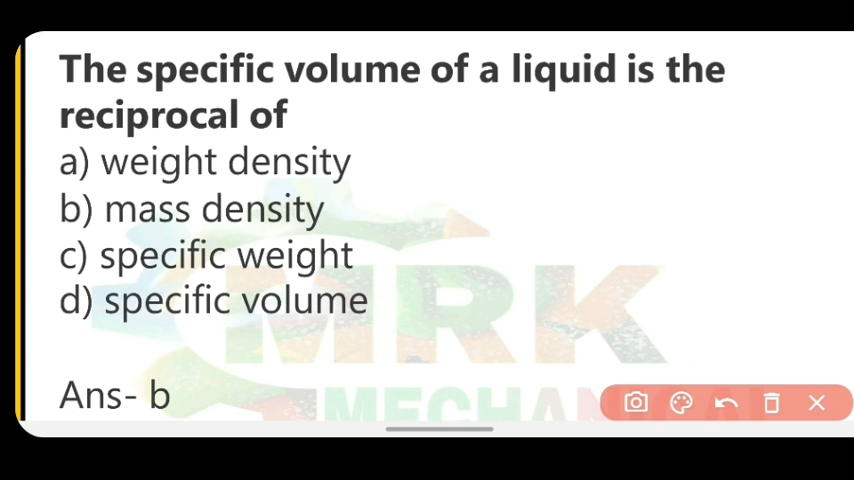 The specific volume of a liquid is the
reciprocal of
a) weight density
b) mass density
c) specific weight
d) specific volume
MRK
MECHANICAL
Ans- b